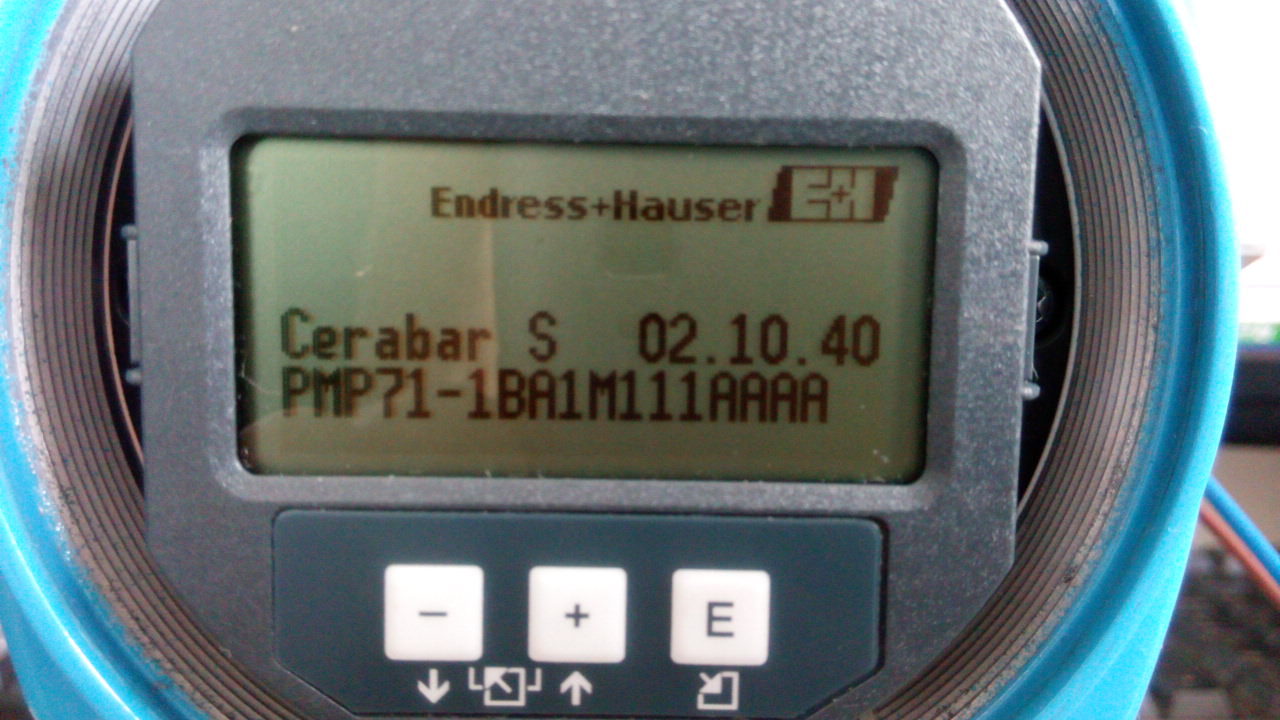 Endress+Hauser E+H
Cerabar S 02.10.40
PMP71-1BA1M111AAAA
− + E